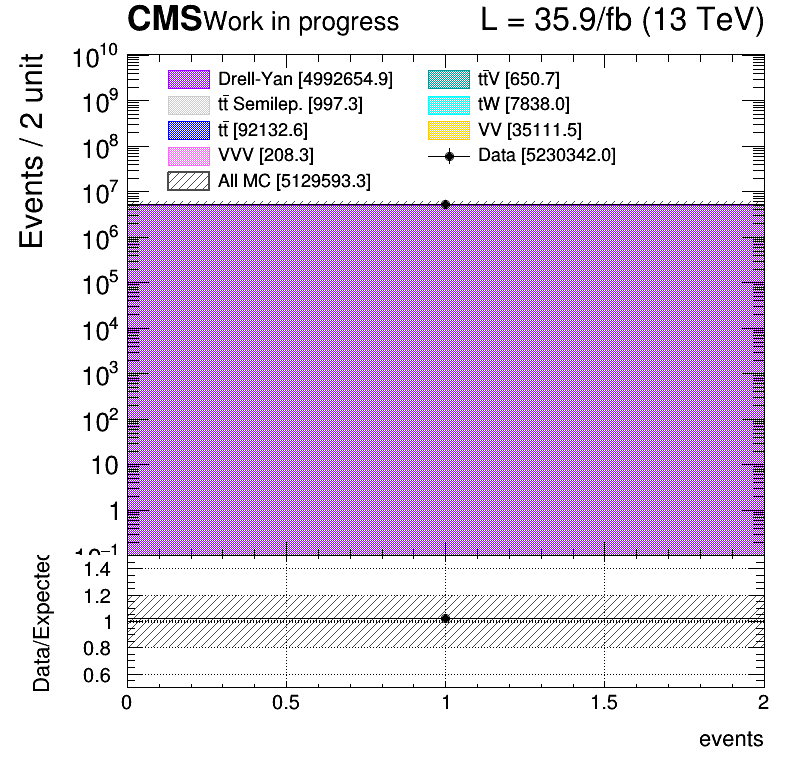 CMS Work in progress L = 35.9/fb (13 TeV)
Events / 2 unit
10^10
10^9
10^8
10^7
10^6
10^5
10^4
10^3
10^2
10
1
10^−1
Drell-Yan [4992654.9]
tt̄ Semilep. [997.3]
tt̄ [92132.6]
VVV [208.3]
All MC [5129593.3]
tt̄V [650.7]
tW [7838.0]
VV [35111.5]
Data [5230342.0]
Data/Expected
1.4
1.2
1
0.8
0.6
0 0.5 1 1.5 2
events